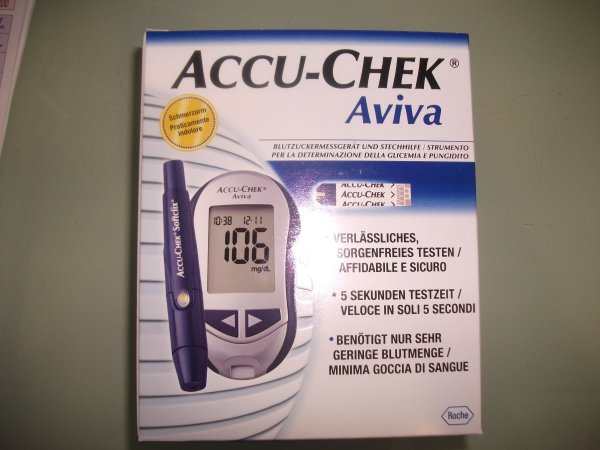 ACCU-CHEK®
Aviva
BLUTZUCKERMESSGERÄT UND STECHHILFE / STRUMENTO
PER LA DETERMINAZIONE DELLA GLICEMIA E PUNGIDITO
Schmerzarm
Praticamente
indolore
ACCU-CHEK Softclix®
ACCU-CHEK®
Aviva
10:38 12-11
106
mg/dL
ACCU-CHEK
ACCU-CHEK
ACCU-CHEK
• VERLÄSSLICHES,
SORGENFREIES TESTEN /
AFFIDABILE E SICURO
• 5 SEKUNDEN TESTZEIT /
VELOCE IN SOLI 5 SECONDI
• BENÖTIGT NUR SEHR
GERINGE BLUTMENGE /
MINIMA GOCCIA DI SANGUE
Roche